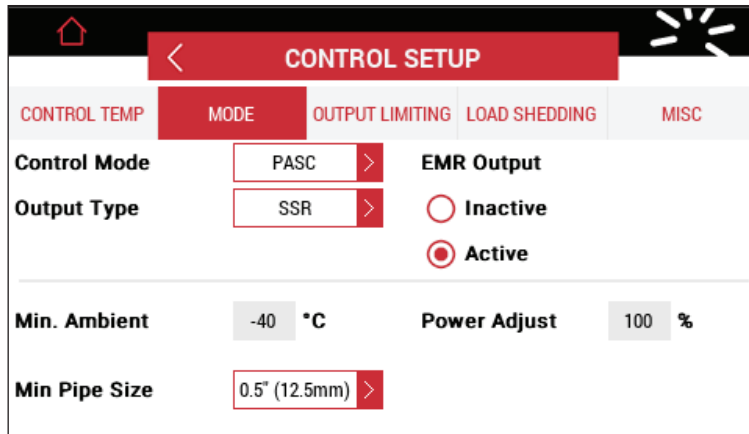 CONTROL SETUP
CONTROL TEMP MODE OUTPUT LIMITING LOAD SHEDDING MISC
Control Mode PASC EMR Output
Output Type SSR Inactive
Active
Min. Ambient -40 °C Power Adjust 100 %
Min Pipe Size 0.5" (12.5mm)